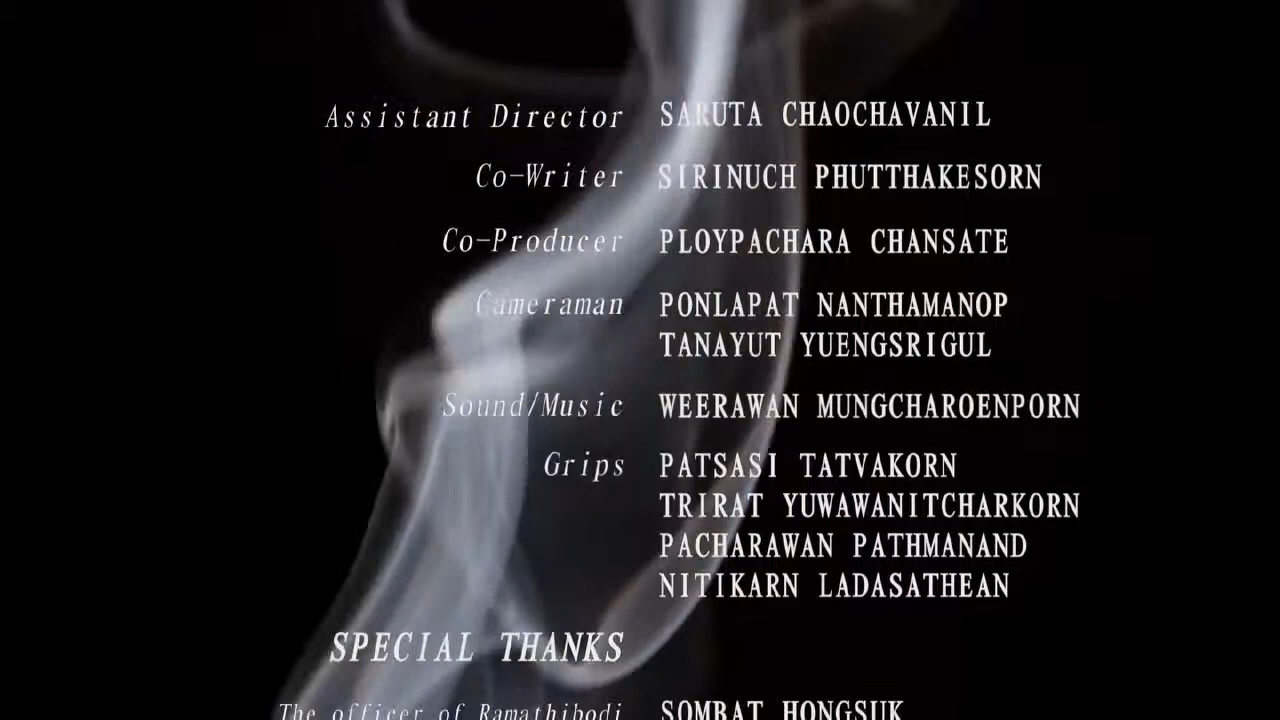 Assistant Director SARUTA CHAOCHAVANIL
Co-Writer SIRINUCH PHUTTHAKESORN
Co-Producer PLOYPACHARA CHANSATE
Cameraman PONLAPAT NANTHAMANOP
TANAYUT YUENGSRIGUL
Sound/Music WEERAWAN MUNGCHAROENPORN
Grips PATSASI TATVAKORN
TRIRAT YUWAWANITCHARKORN
PACHARAWAN PATHMANAND
NITIKARN LADASATHEAN
SPECIAL THANKS
The officer of Ramathibodi SOMBAT HONGSUK